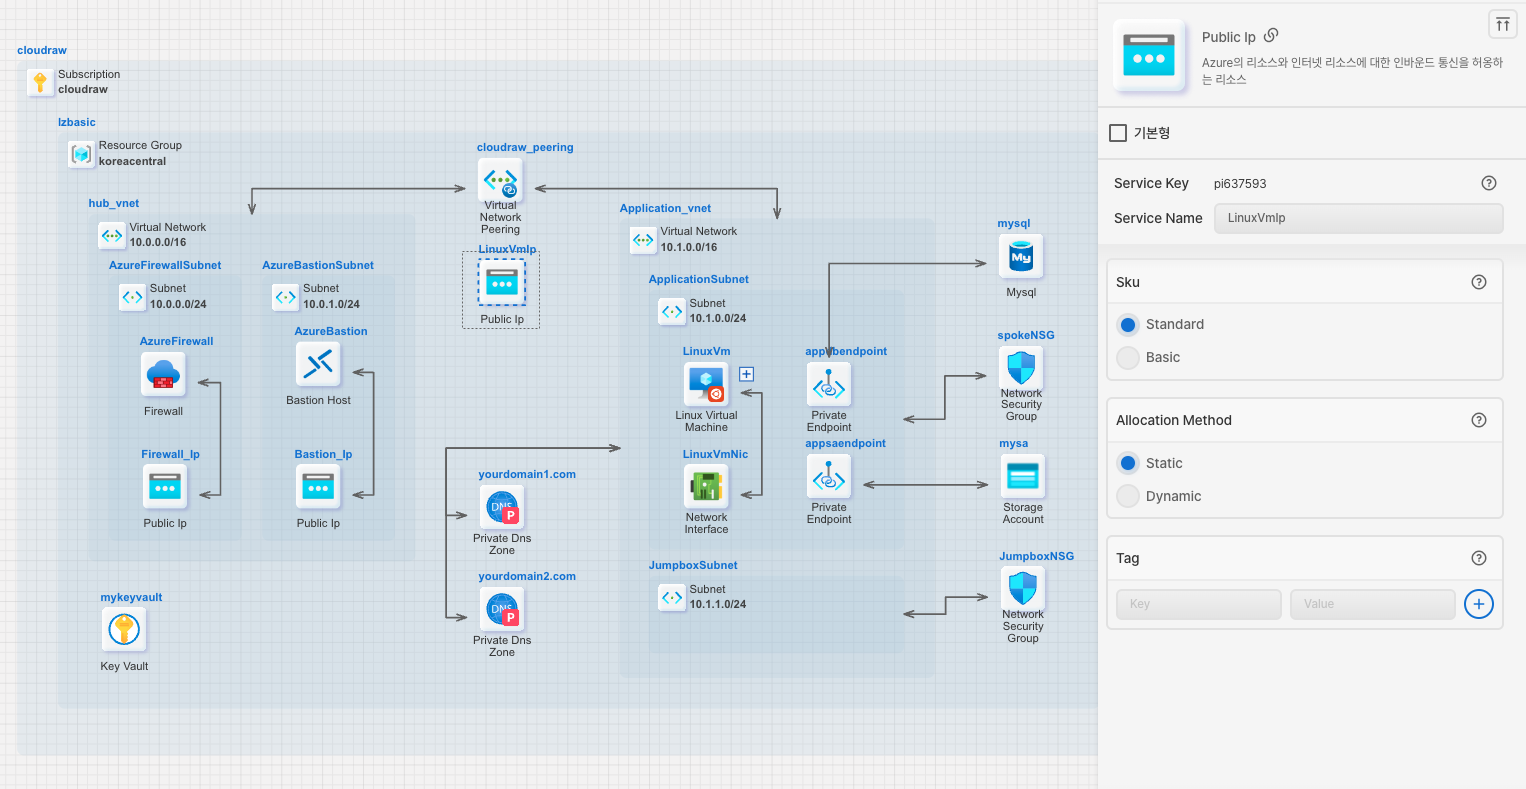 cloudraw
Subscription
cloudraw
lzbasic
Resource Group
koreacentral
cloudraw_peering
Virtual
Network
Peering
hub_vnet
Virtual Network
10.0.0.0/16
AzureFirewallSubnet
Subnet
10.0.0.0/24
AzureBastionSubnet
Subnet
10.0.1.0/24
AzureFirewall
Firewall
AzureBastion
Bastion Host
Firewall_Ip
Public Ip
Bastion_Ip
Public Ip
mykeyvault
Key Vault
LinuxVmIp
Public Ip
yourdomain1.com
DNS
P
Private Dns
Zone
yourdomain2.com
DNS
P
Private Dns
Zone
Application_vnet
Virtual Network
10.1.0.0/16
ApplicationSubnet
Subnet
10.1.0.0/24
LinuxVm
Linux Virtual
Machine
LinuxVmNic
Network
Interface
Private
Endpoint
appsaendpoint
Private
Endpoint
JumpboxSubnet
Subnet
10.1.1.0/24
mysql
My
Mysql
spokeNSG
Network
Security
Group
mysa
Storage
Account
JumpboxNSG
Network
Security
Group
Public Ip
Azure의 리소스와 인터넷 리소스에 대한 인바운드 통신을 허용하
는 리소스
기본형
Service Key pi637593
Service Name LinuxVmIp
Sku
Standard
Basic
Allocation Method
Static
Dynamic
Tag
Key Value